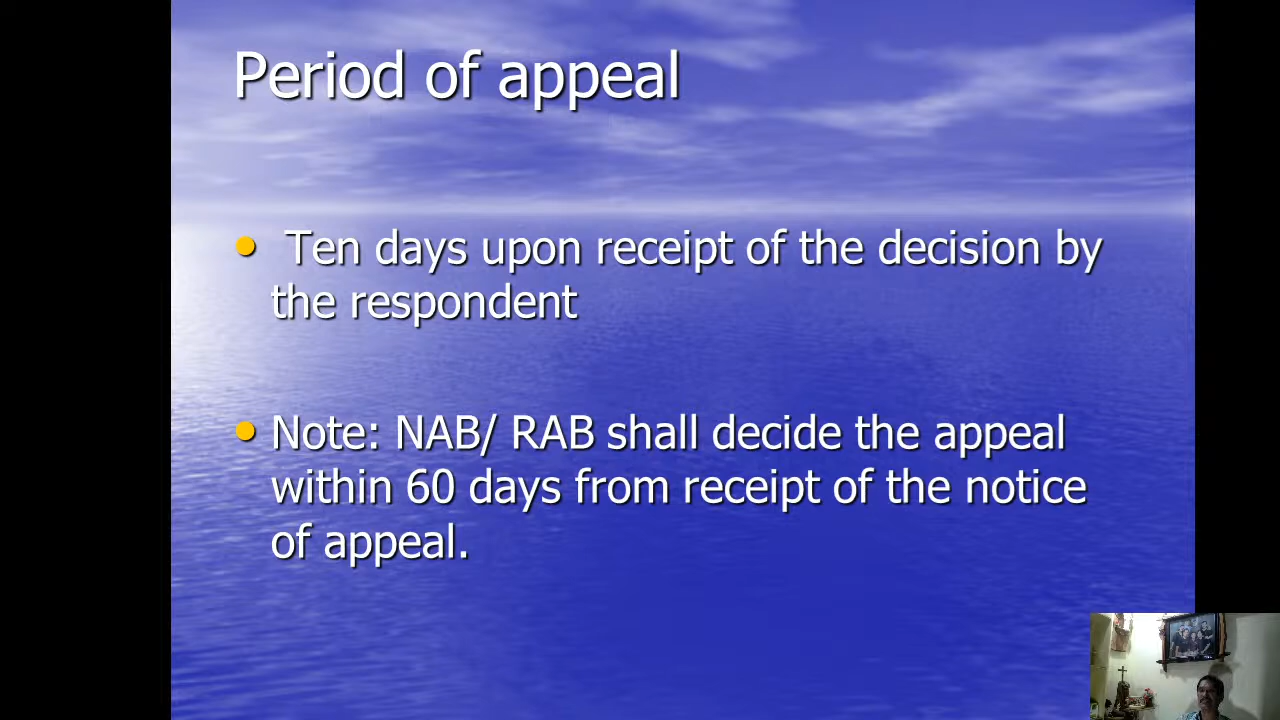 Period of appeal
Ten days upon receipt of the decision by
the respondent
Note: NAB/ RAB shall decide the appeal
within 60 days from receipt of the notice
of appeal.